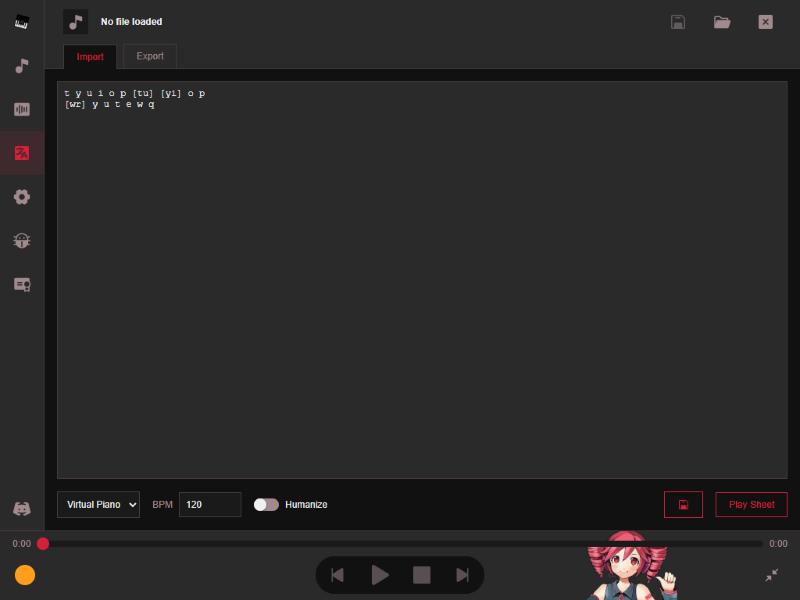 No file loaded
Import
Export
t y u i o p [tu] [yi] o p
[wr] y u t e w q
Virtual Piano
BPM
120
Humanize
Play Sheet
0:00
0:00